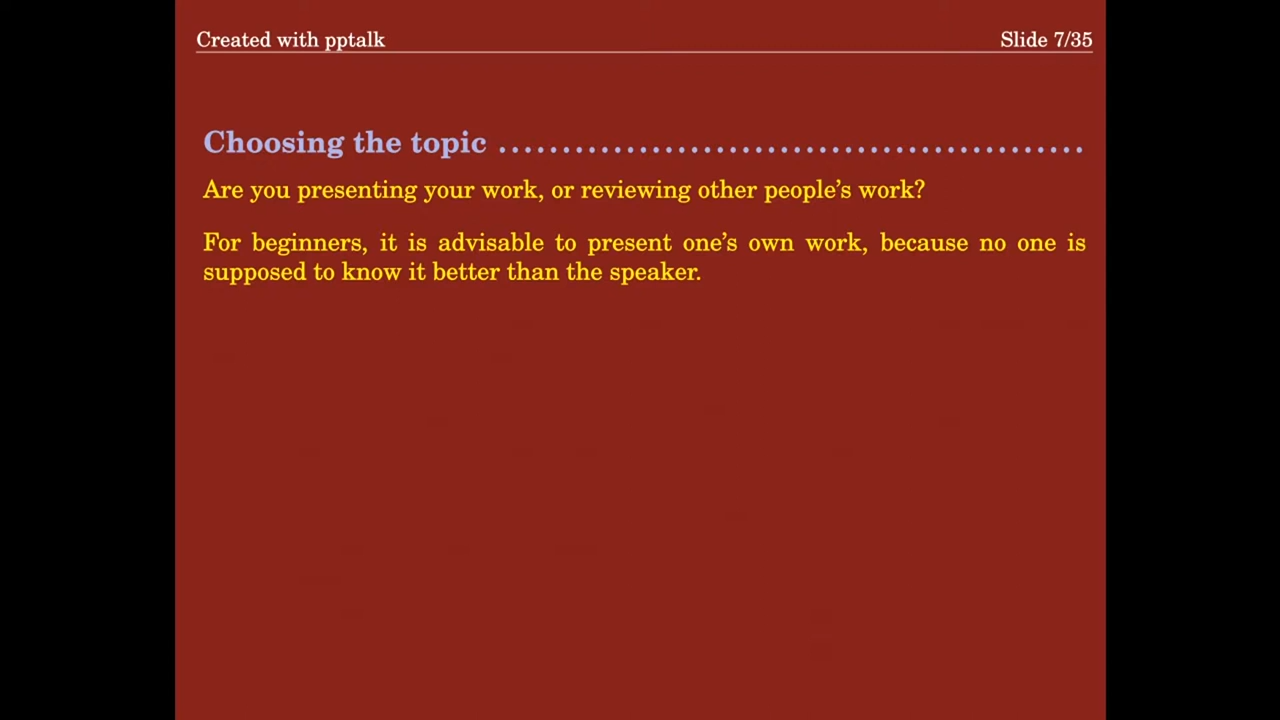 Created with pptalk Slide 7/35
Choosing the topic ..............................................
Are you presenting your work, or reviewing other people's work?
For beginners, it is advisable to present one's own work, because no one is
supposed to know it better than the speaker.